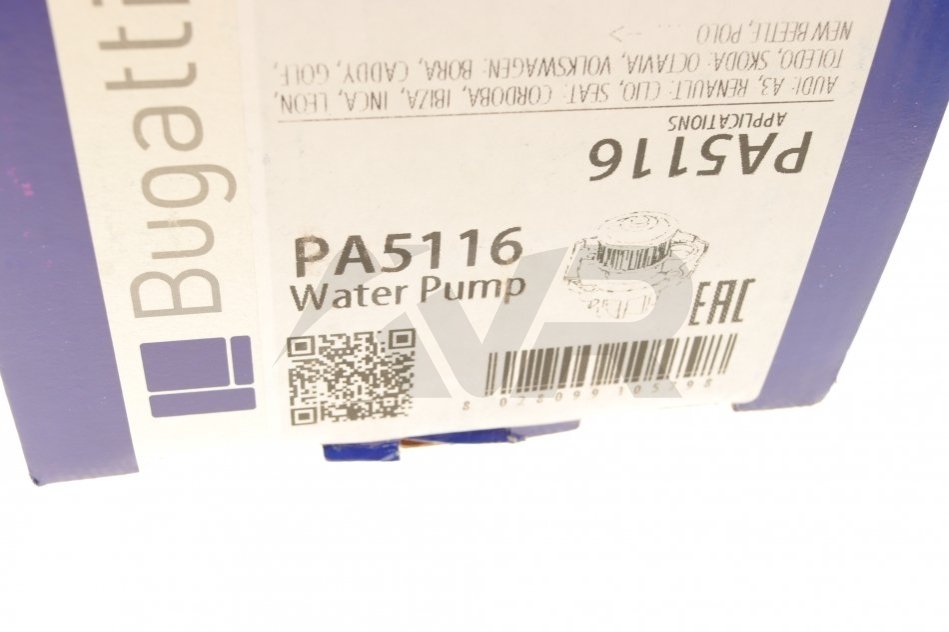 Bugatti
PA5116
Water Pump
EAC
PA5116
APPLICATIONS
AUDI: A3, RENAULT: CLIO, SEAT: CORDOBA, IBIZA, INCA, LEON,
TOLEDO, SKODA: OCTAVIA, VOLKSWAGEN: BORA, CADDY, GOLF,
NEW BEETLE, POLO
AVR